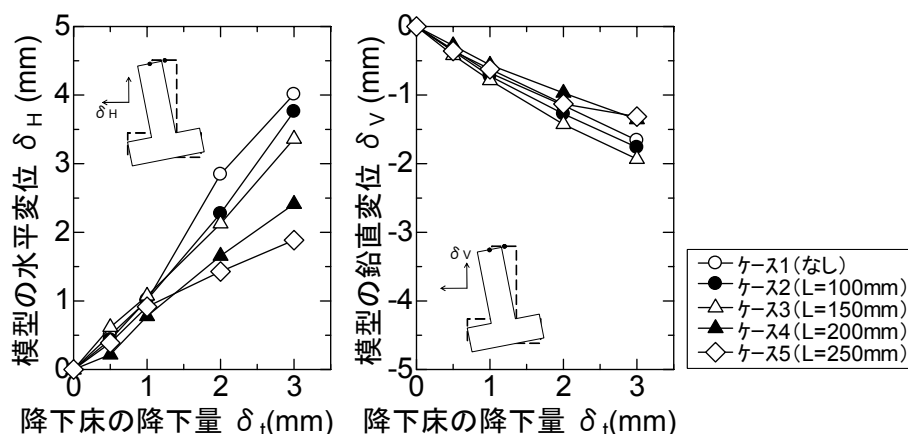 模型の水平変位 δH (mm)
5
4
3
2
1
0
0 1 2 3
降下床の降下量 δt(mm)
δH
模型の鉛直変位 δV (mm)
-0
-1
-2
-3
-4
-5
0 1 2 3
降下床の降下量 δt(mm)
δV
ケース1(なし)
ケース2(L=100mm)
ケース3(L=150mm)
ケース4(L=200mm)
ケース5(L=250mm)